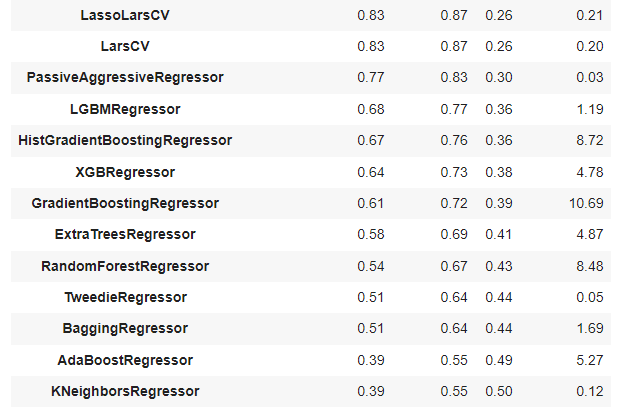 LassoLarsCV 0.83 0.87 0.26 0.21
LarsCV 0.83 0.87 0.26 0.20
PassiveAggressiveRegressor 0.77 0.83 0.30 0.03
LGBMRegressor 0.68 0.77 0.36 1.19
HistGradientBoostingRegressor 0.67 0.76 0.36 8.72
XGBRegressor 0.64 0.73 0.38 4.78
GradientBoostingRegressor 0.61 0.72 0.39 10.69
ExtraTreesRegressor 0.58 0.69 0.41 4.87
RandomForestRegressor 0.54 0.67 0.43 8.48
TweedieRegressor 0.51 0.64 0.44 0.05
BaggingRegressor 0.51 0.64 0.44 1.69
AdaBoostRegressor 0.39 0.55 0.49 5.27
KNeighborsRegressor 0.39 0.55 0.50 0.12